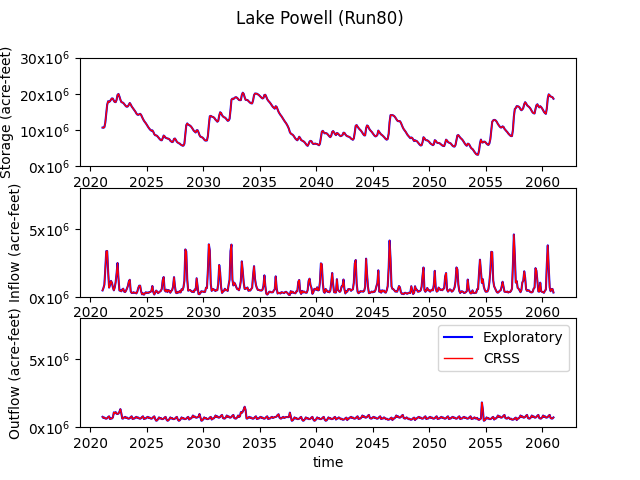 Lake Powell (Run80)
Storage (acre-feet)
30x10⁶
20x10⁶
10x10⁶
0x10⁶
2020 2025 2030 2035 2040 2045 2050 2055 2060
Inflow (acre-feet)
5x10⁶
0x10⁶
2020 2025 2030 2035 2040 2045 2050 2055 2060
Outflow (acre-feet)
5x10⁶
0x10⁶
Exploratory
CRSS
2020 2025 2030 2035 2040 2045 2050 2055 2060
time